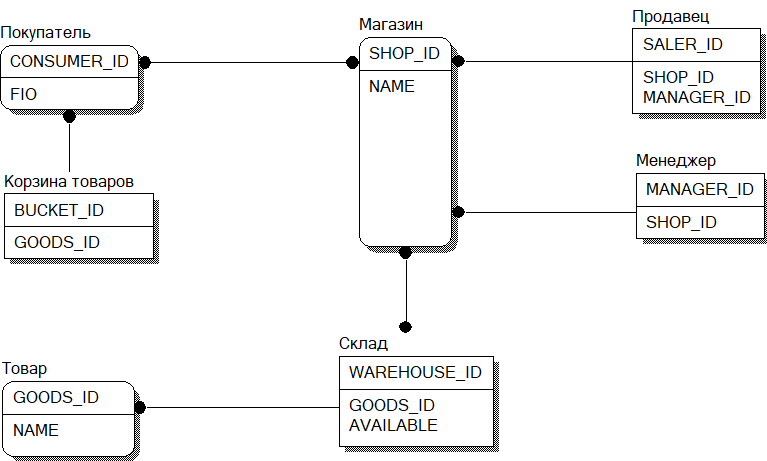 Покупатель
CONSUMER_ID
FIO
Магазин
SHOP_ID
NAME
Продавец
SALER_ID
SHOP_ID
MANAGER_ID
Менеджер
MANAGER_ID
SHOP_ID
Корзина товаров
BUCKET_ID
GOODS_ID
Склад
WAREHOUSE_ID
GOODS_ID
AVAILABLE
Товар
GOODS_ID
NAME